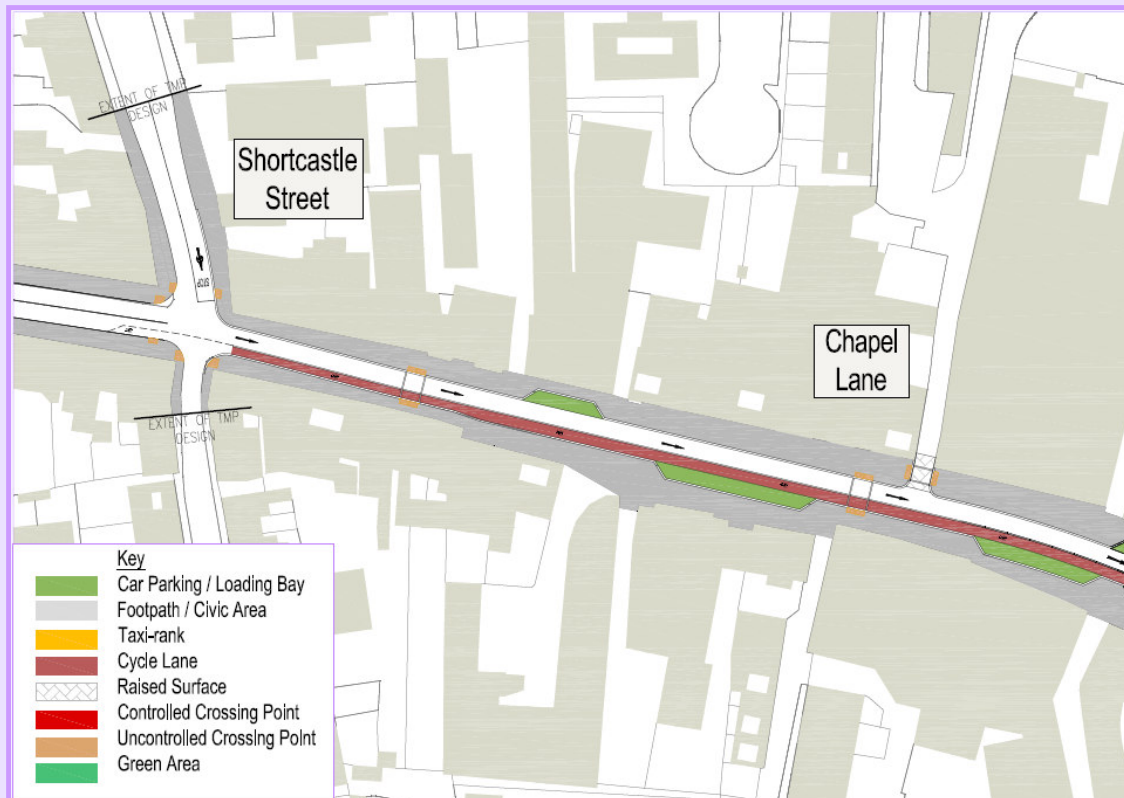 EXTENT OF TMP
DESIGN
Shortcastle
Street
STOP
Chapel
Lane
EXTENT OF TMP
DESIGN
Key
Car Parking / Loading Bay
Footpath / Civic Area
Taxi-rank
Cycle Lane
Raised Surface
Controlled Crossing Point
Uncontrolled Crossing Point
Green Area